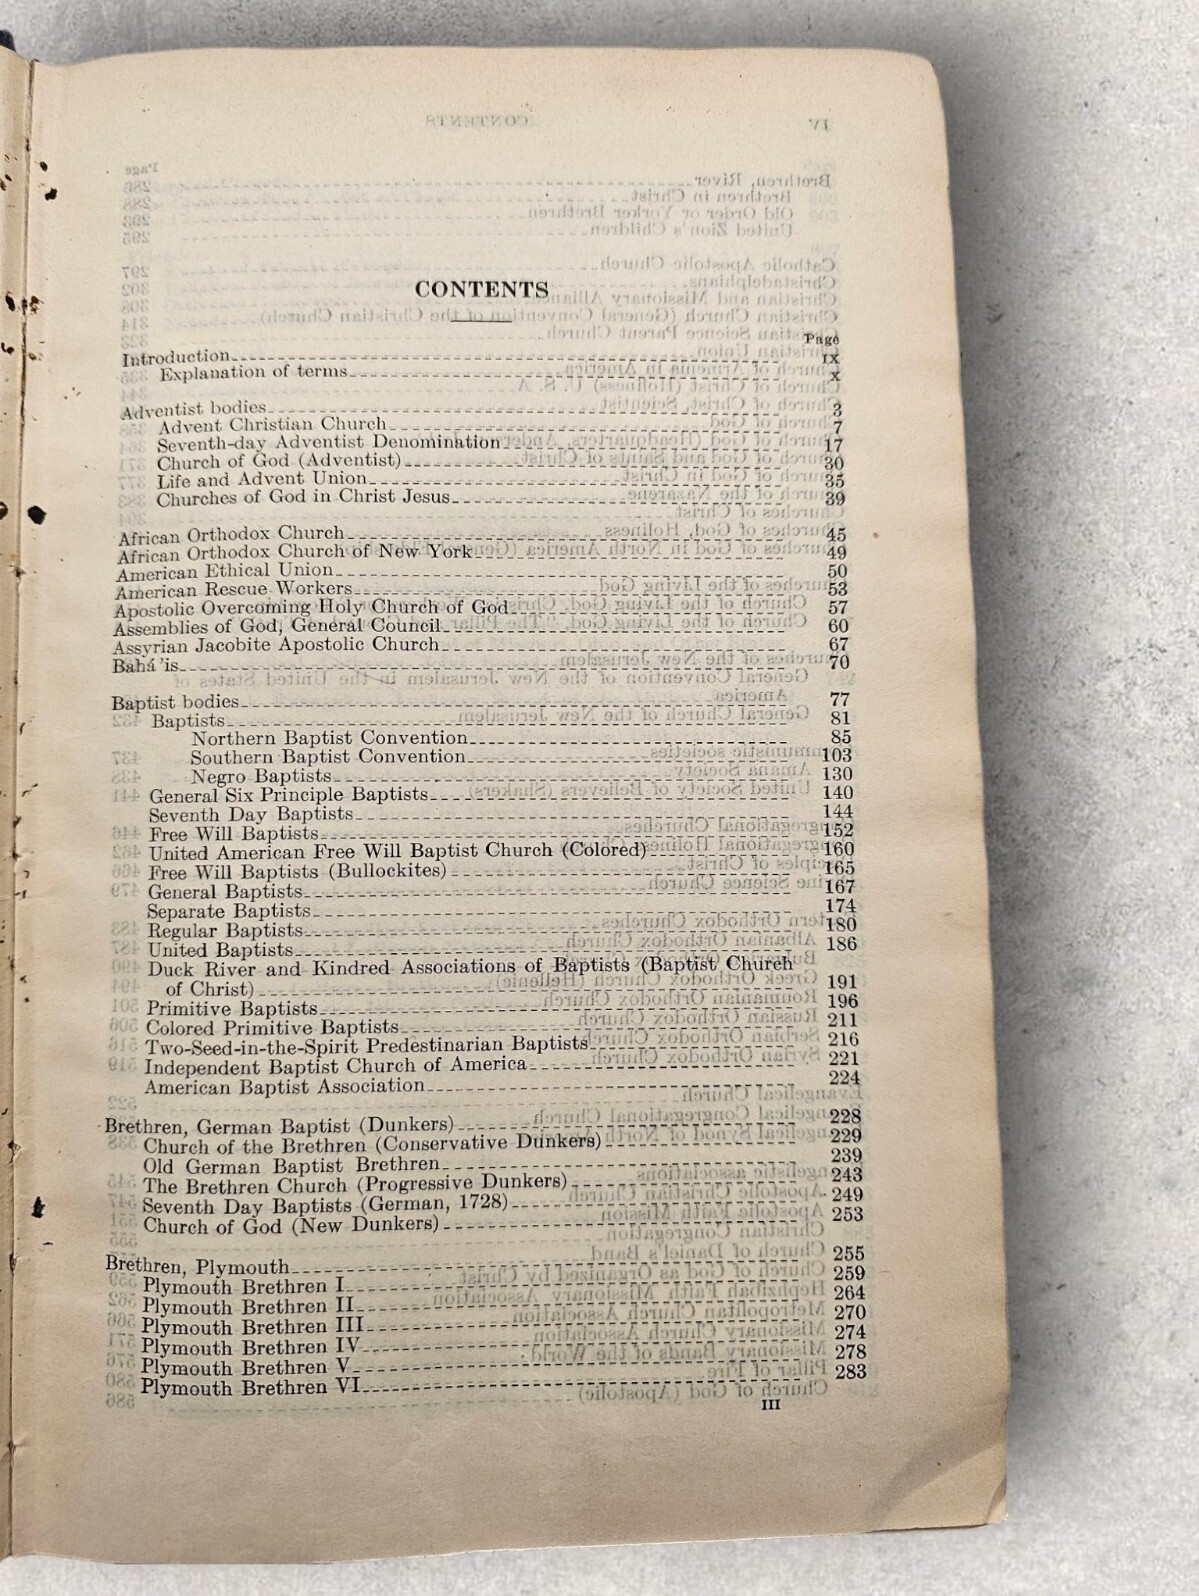 CONTENTS
Page
Introduction IX
Explanation of terms X
Adventist bodies 3
Advent Christian Church 7
Seventh-day Adventist Denomination 17
Church of God (Adventist) 30
Life and Advent Union 35
Churches of God in Christ Jesus 39
African Orthodox Church 45
African Orthodox Church of New York 49
American Ethical Union 50
American Rescue Workers 53
Apostolic Overcoming Holy Church of God 57
Assemblies of God, General Council 60
Assyrian Jacobite Apostolic Church 67
Bahá'is 70
Baptist bodies 77
Baptists 81
Northern Baptist Convention 85
Southern Baptist Convention 103
Negro Baptists 130
General Six Principle Baptists 140
Seventh Day Baptists 144
Free Will Baptists 152
United American Free Will Baptist Church (Colored) 160
Free Will Baptists (Bullockites) 165
General Baptists 167
Separate Baptists 174
Regular Baptists 180
United Baptists 186
Duck River and Kindred Associations of Baptists (Baptist Church
of Christ) 191
Primitive Baptists 196
Colored Primitive Baptists 211
Two-Seed-in-the-Spirit Predestinarian Baptists 216
Independent Baptist Church of America 221
American Baptist Association 224
Brethren, German Baptist (Dunkers) 228
Church of the Brethren (Conservative Dunkers) 229
Old German Baptist Brethren 239
The Brethren Church (Progressive Dunkers) 243
Seventh Day Baptists (German, 1728) 249
Church of God (New Dunkers) 253
Brethren, Plymouth 255
Plymouth Brethren I 259
Plymouth Brethren II 264
Plymouth Brethren III 270
Plymouth Brethren IV 274
Plymouth Brethren V 278
Plymouth Brethren VI 283
III